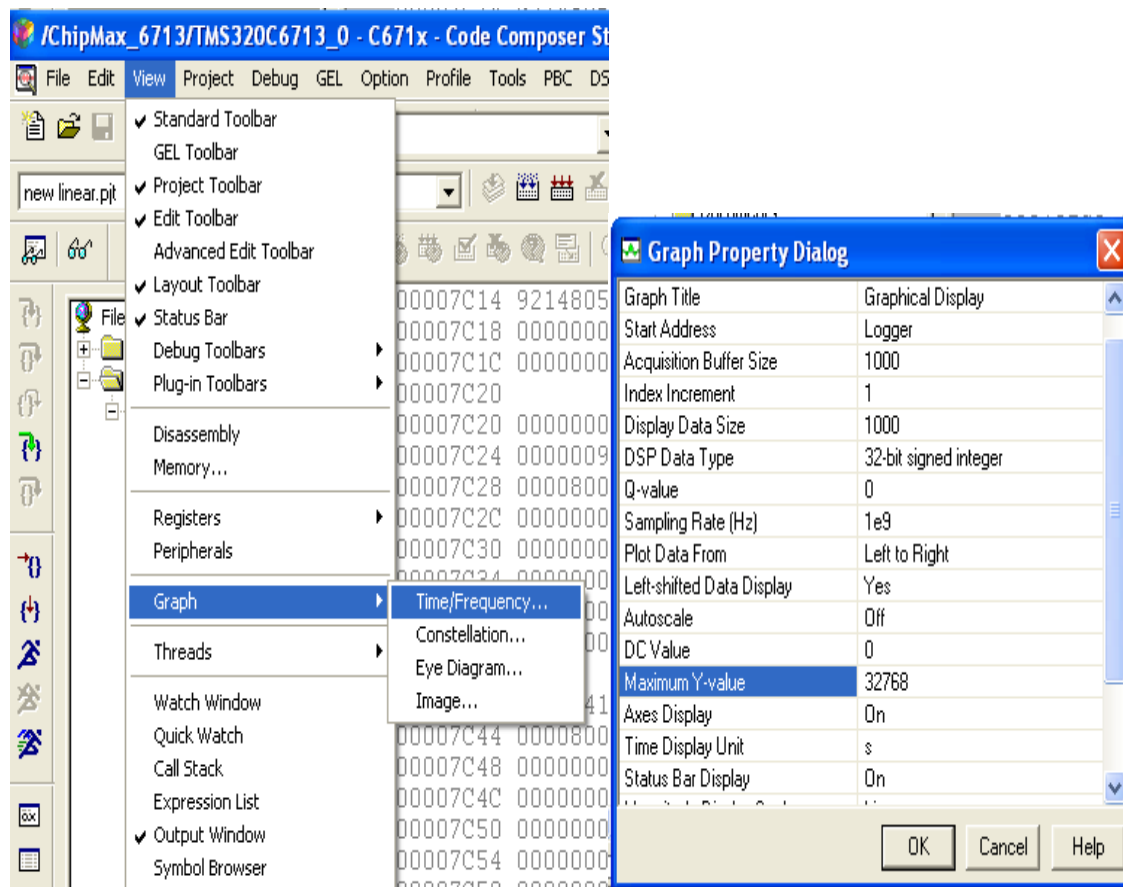 /ChipMax_6713/TMS320C6713_0 - C671x - Code Composer St
File Edit View Project Debug GEL Option Profile Tools PBC DS
Standard Toolbar
GEL Toolbar
new linear.pjt
Project Toolbar
Edit Toolbar
Advanced Edit Toolbar
Layout Toolbar
00007C14 9214805
File
Status Bar
00007C18 0000000
Debug Toolbars
00007C1C 0000000
Plug-in Toolbars
00007C20
Disassembly
00007C20 0000000
Memory...
00007C24 0000009
00007C28 0000800
Registers
00007C2C 0000000
Peripherals
00007C30 0000000
00007C34 0000000
Graph
Time/Frequency...
Constellation...
Threads
Eye Diagram...
Watch Window
Image...
Quick Watch
00007C44 0000800
Call Stack
00007C48 0000000
Expression List
00007C4C 0000000
Output Window
00007C50 0000000
Symbol Browser
00007C54 0000000
Graph Property Dialog
Graph Title Graphical Display
Start Address Logger
Acquisition Buffer Size 1000
Index Increment 1
Display Data Size 1000
DSP Data Type 32-bit signed integer
Q-value 0
Sampling Rate (Hz) 1e9
Plot Data From Left to Right
Left-shifted Data Display Yes
Autoscale Off
DC Value 0
Maximum Y-value 32768
Axes Display On
Time Display Unit s
Status Bar Display On
OK Cancel Help